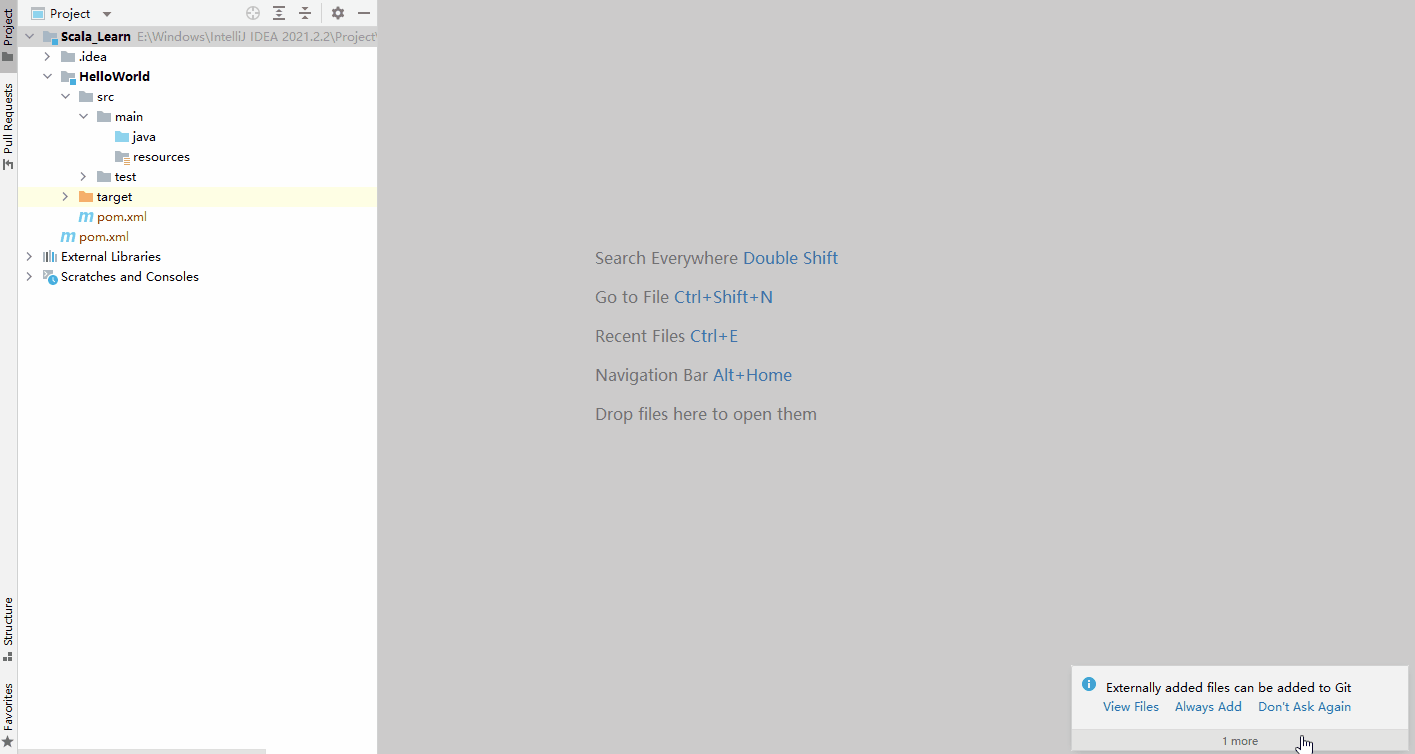 Project
Pull Requests
Structure
Favorites
Project
Scala_Learn E:\Windows\IntelliJ IDEA 2021.2.2\Project\
.idea
HelloWorld
src
main
java
resources
test
target
m pom.xml
m pom.xml
External Libraries
Scratches and Consoles
Search Everywhere Double Shift
Go to File Ctrl+Shift+N
Recent Files Ctrl+E
Navigation Bar Alt+Home
Drop files here to open them
Externally added files can be added to Git
View Files Always Add Don't Ask Again
1 more